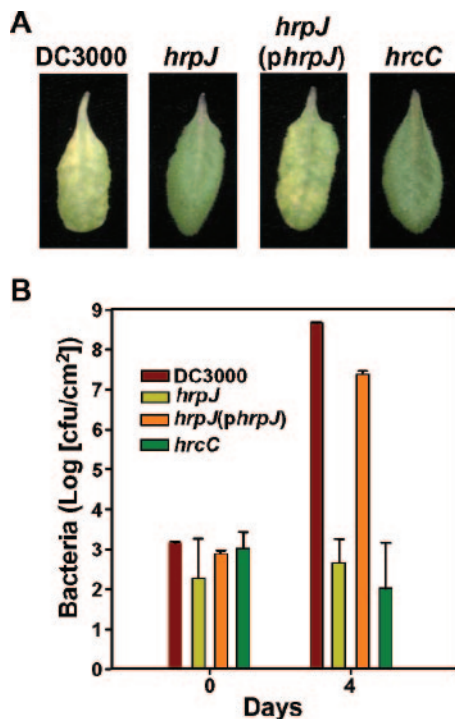 A
DC3000
hrpJ
hrpJ
(phrpJ)
hrcC
B
9
8
7
6
5
4
3
2
1
0
Bacteria (Log [cfu/cm²])
DC3000
hrpJ
hrpJ(phrpJ)
hrcC
0
4
Days